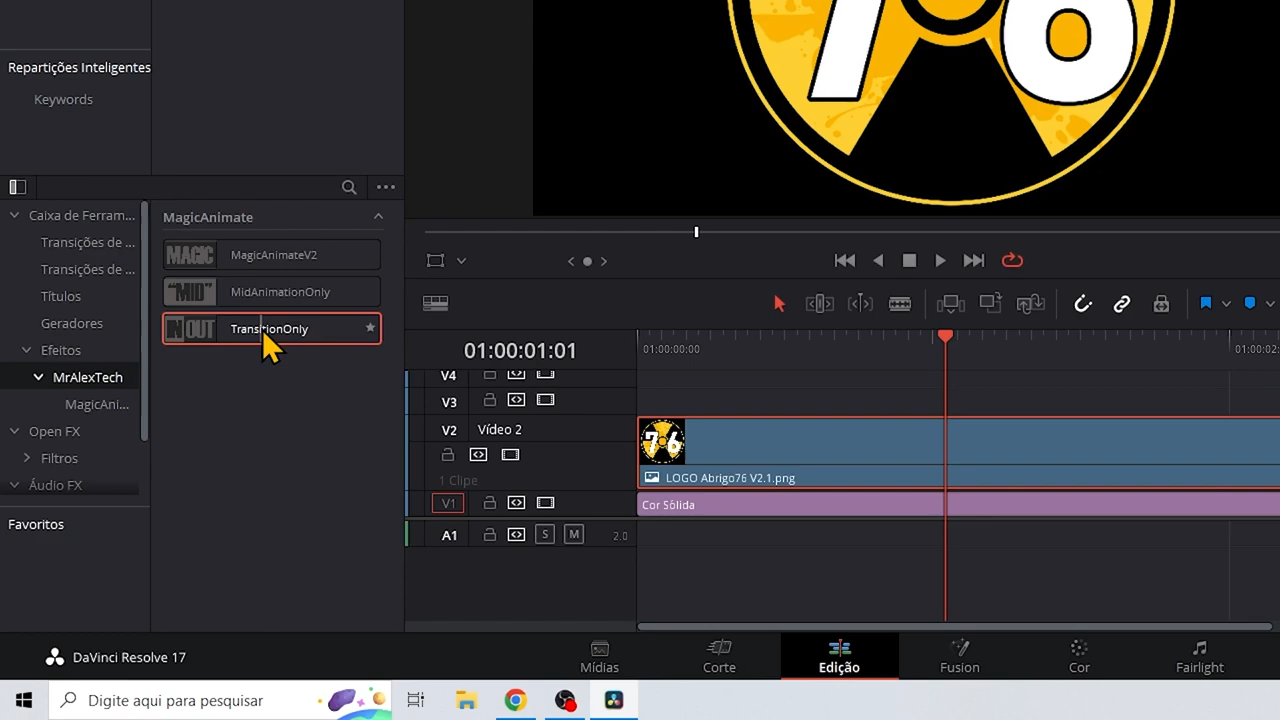 Repartições Inteligentes
Keywords
76
Caixa de Ferram...
Transições de ...
Transições de ...
Títulos
Geradores
Efeitos
MrAlexTech
MagicAni...
Open FX
Filtros
Áudio FX
Favoritos
MagicAnimate
MAGIC MagicAnimateV2
"MID" MidAnimationOnly
IN OUT TransitionOnly
01:00:01:01
01:00:00:00
01:00:02:
V4
V3
V2 Vídeo 2
1 Clipe
76
LOGO Abrigo76 V2.1.png
V1
Cor Sólida
A1 S M 2.0
DaVinci Resolve 17
Mídias
Corte
Edição
Fusion
Cor
Fairlight
Digite aqui para pesquisar